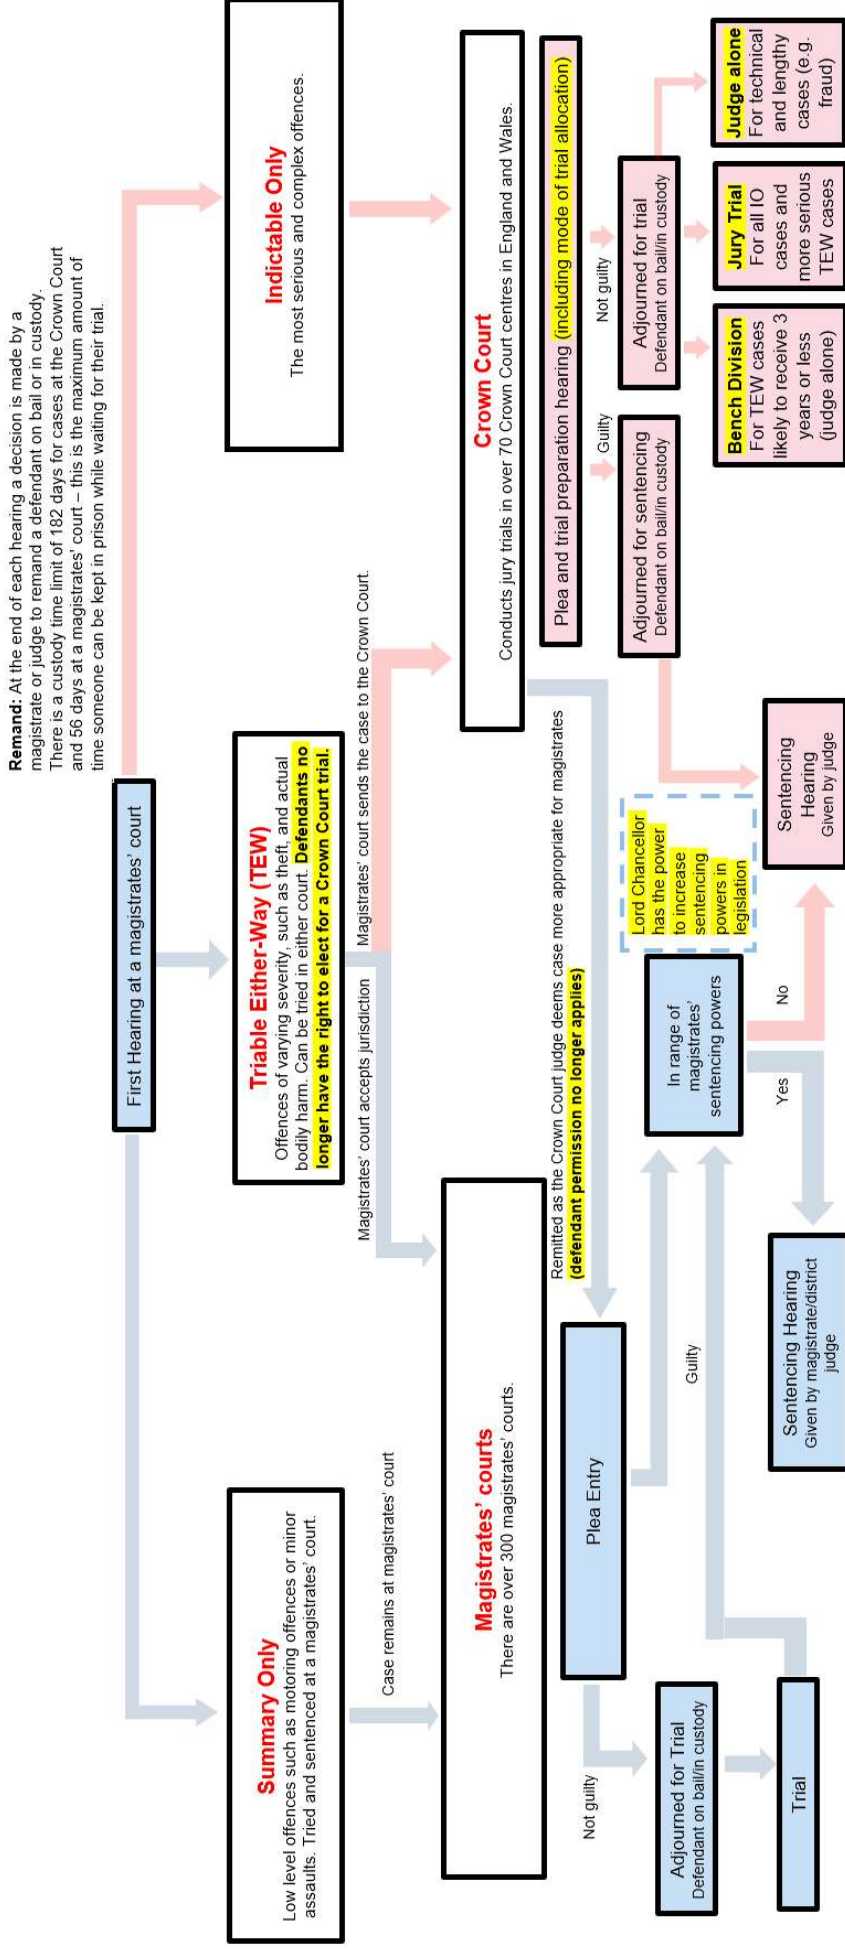 Remand: At the end of each hearing a decision is made by a
magistrate or judge to remand a defendant on bail or in custody.
There is a custody time limit of 182 days for cases at the Crown Court
and 56 days at a magistrates' court – this is the maximum amount of
time someone can be kept in prison while waiting for their trial.
First Hearing at a magistrates' court
Summary Only
Low level offences such as motoring offences or minor
assaults. Tried and sentenced at a magistrates' court.
Triable Either-Way (TEW)
Offences of varying severity, such as theft, and actual
bodily harm. Can be tried in either court. Defendants no
longer have the right to elect for a Crown Court trial.
Indictable Only
The most serious and complex offences.
Case remains at magistrates' court
Magistrates' court accepts jurisdiction
Magistrates' court sends the case to the Crown Court.
Magistrates' courts
There are over 300 magistrates' courts.
Crown Court
Conducts jury trials in over 70 Crown Court centres in England and Wales.
Plea and trial preparation hearing (including mode of trial allocation)
Remitted as the Crown Court judge deems case more appropriate for magistrates
(defendant permission no longer applies)
Plea Entry
Not guilty
Guilty
Guilty
Not guilty
Adjourned for Trial
Defendant on bail/in custody
Trial
In range of
magistrates'
sentencing powers
Lord Chancellor
has the power
to increase
sentencing
powers in
legislation
Adjourned for sentencing
Defendant on bail/in custody
Adjourned for trial
Defendant on bail/in custody
Yes
No
Sentencing Hearing
Given by magistrate/district
judge
Sentencing
Hearing
Given by judge
Bench Division
For TEW cases
likely to receive 3
years or less
(judge alone)
Jury Trial
For all IO
cases and
more serious
TEW cases
Judge alone
For technical
and lengthy
cases (e.g.
fraud)